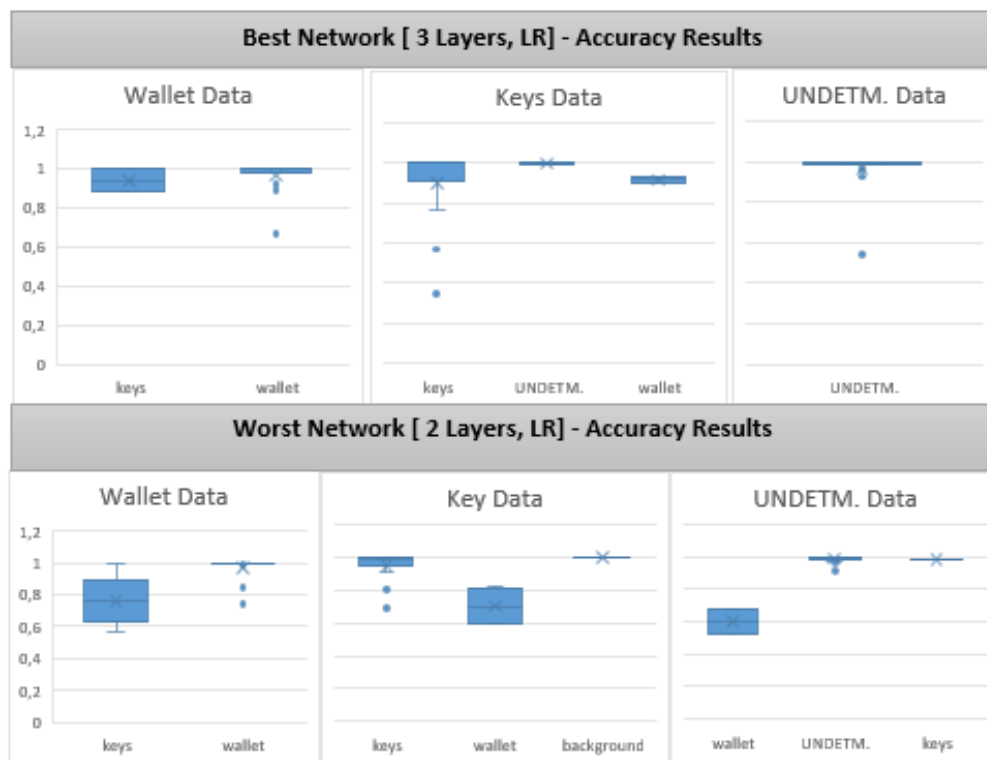 Best Network [ 3 Layers, LR] - Accuracy Results
Wallet Data
Keys Data
UNDETM. Data
1,2
1
0,8
0,6
0,4
0,2
0
keys wallet
keys UNDETM. wallet
UNDETM.
Worst Network [ 2 Layers, LR] - Accuracy Results
Wallet Data
Key Data
UNDETM. Data
1,2
1
0,8
0,6
0,4
0,2
0
keys wallet
keys wallet background
wallet UNDETM. keys